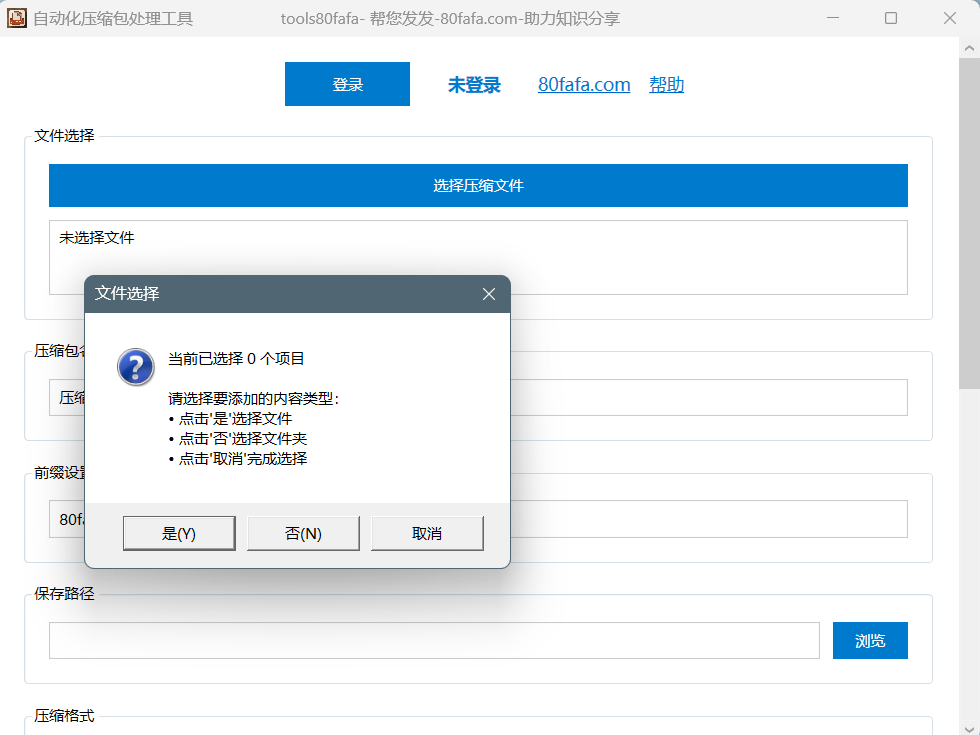 自动化压缩包处理工具
tools80fafa- 帮您发发-80fafa.com-助力知识分享
登录
未登录
80fafa.com
帮助
文件选择
选择压缩文件
未选择文件
文件选择
当前已选择 0 个项目
请选择要添加的内容类型：
• 点击'是'选择文件
• 点击'否'选择文件夹
• 点击'取消'完成选择
是(Y)
否(N)
取消
压缩包
压缩
前缀设置
80fa
保存路径
浏览
压缩格式